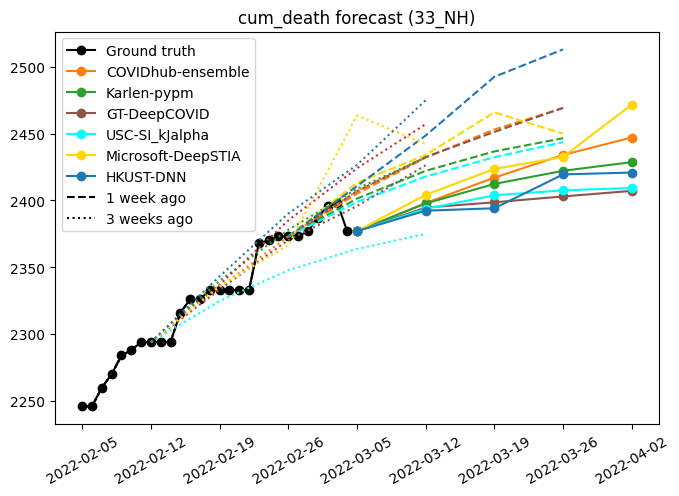 cum_death forecast (33_NH)
Ground truth
COVIDhub-ensemble
Karlen-pypm
GT-DeepCOVID
USC-SI_kJalpha
Microsoft-DeepSTIA
HKUST-DNN
1 week ago
3 weeks ago
2500
2450
2400
2350
2300
2250
2022-02-05
2022-02-12
2022-02-19
2022-02-26
2022-03-05
2022-03-12
2022-03-19
2022-03-26
2022-04-02